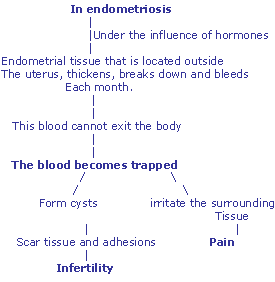 In endometriosis
Under the influence of hormones
Endometrial tissue that is located outside
The uterus, thickens, breaks down and bleeds
Each month.
This blood cannot exit the body
The blood becomes trapped
Form cysts
irritate the surrounding
Tissue
Scar tissue and adhesions
Pain
Infertility